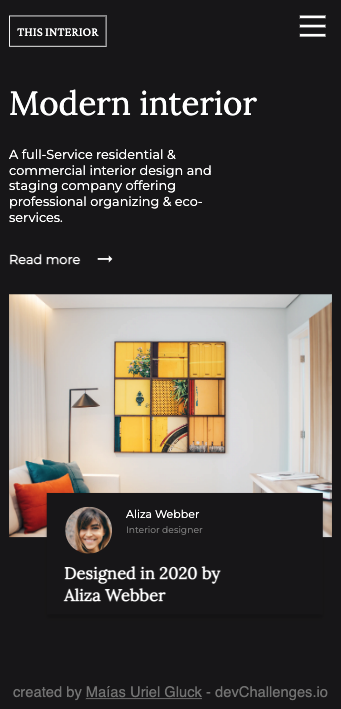 THIS INTERIOR
Modern interior
A full-Service residential &
commercial interior design and
staging company offering
professional organizing & eco-
services.
Read more
Aliza Webber
Interior designer
Designed in 2020 by
Aliza Webber
created by Maías Uriel Gluck - devChallenges.io